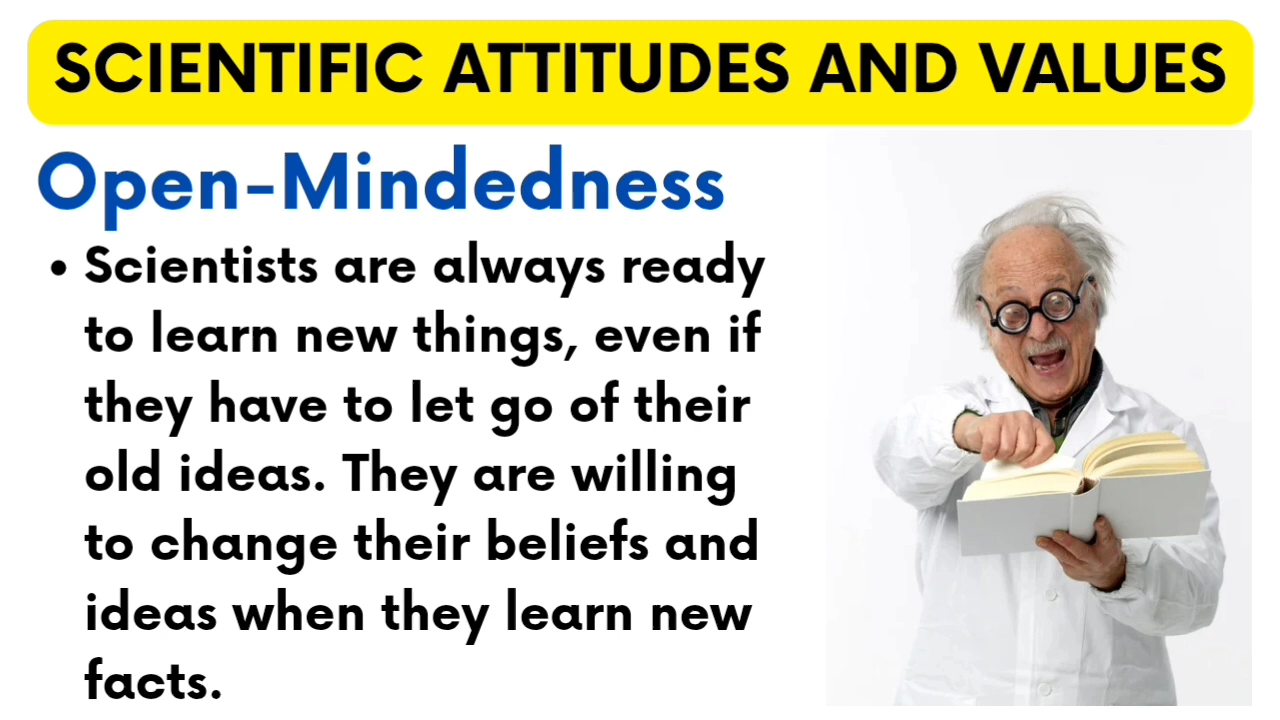 SCIENTIFIC ATTITUDES AND VALUES
Open-Mindedness
• Scientists are always ready
to learn new things, even if
they have to let go of their
old ideas. They are willing
to change their beliefs and
ideas when they learn new
facts.